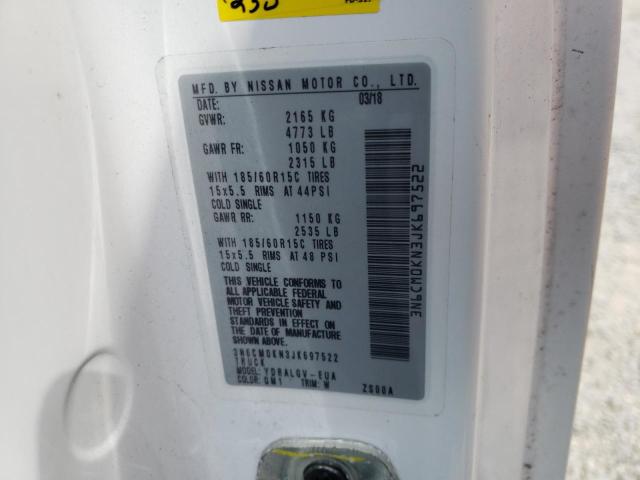 230
MFD. BY NISSAN MOTOR CO., LTD.
DATE: 03/18
GVWR: 2165 KG
4773 LB
GAWR FR: 1050 KG
2315 LB
WITH 185/60R15C TIRES
15x5.5 RIMS AT 44PSI
COLD SINGLE
GAWR RR: 1150 KG
2535 LB
WITH 185/60R15C TIRES
15x5.5 RIMS AT 48 PSI
COLD SINGLE
THIS VEHICLE CONFORMS TO
ALL APPLICABLE FEDERAL
MOTOR VEHICLE SAFETY AND
THEFT PREVENTION
STANDARDS IN EFFECT ON
THE DATE OF MANUFACTURE
SHOWN ABOVE.
3N6CM0KN3JK697522
TRUCK
MODEL: YDRALGV-EUA
COLOR: QM1 TRIM: W ZS00A
3N6CM0KN3JK697522